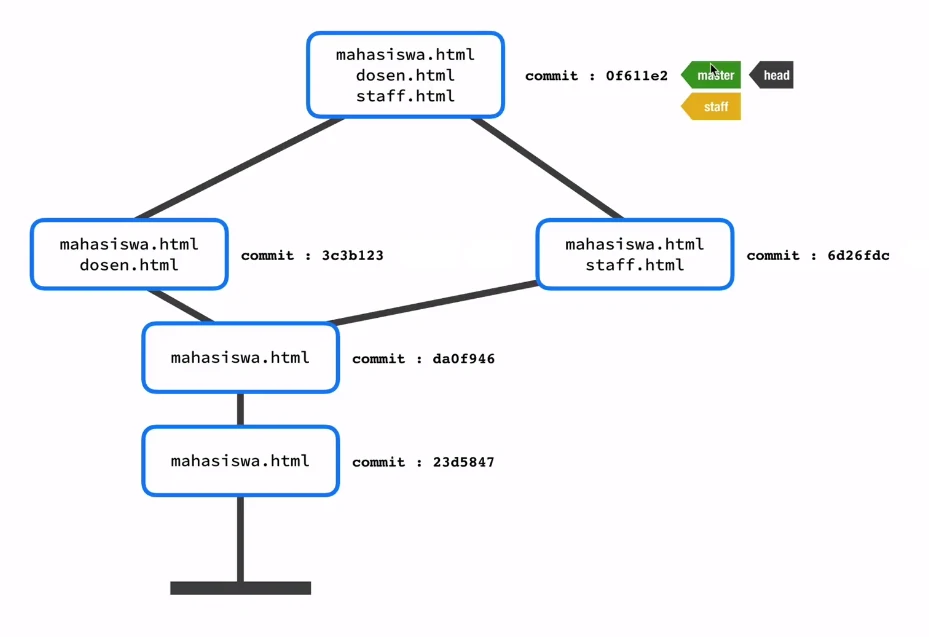 mahasiswa.html
dosen.html
staff.html
commit : 0f611e2
master
head
staff
mahasiswa.html
dosen.html
commit : 3c3b123
mahasiswa.html
staff.html
commit : 6d26fdc
mahasiswa.html
commit : da0f946
mahasiswa.html
commit : 23d5847